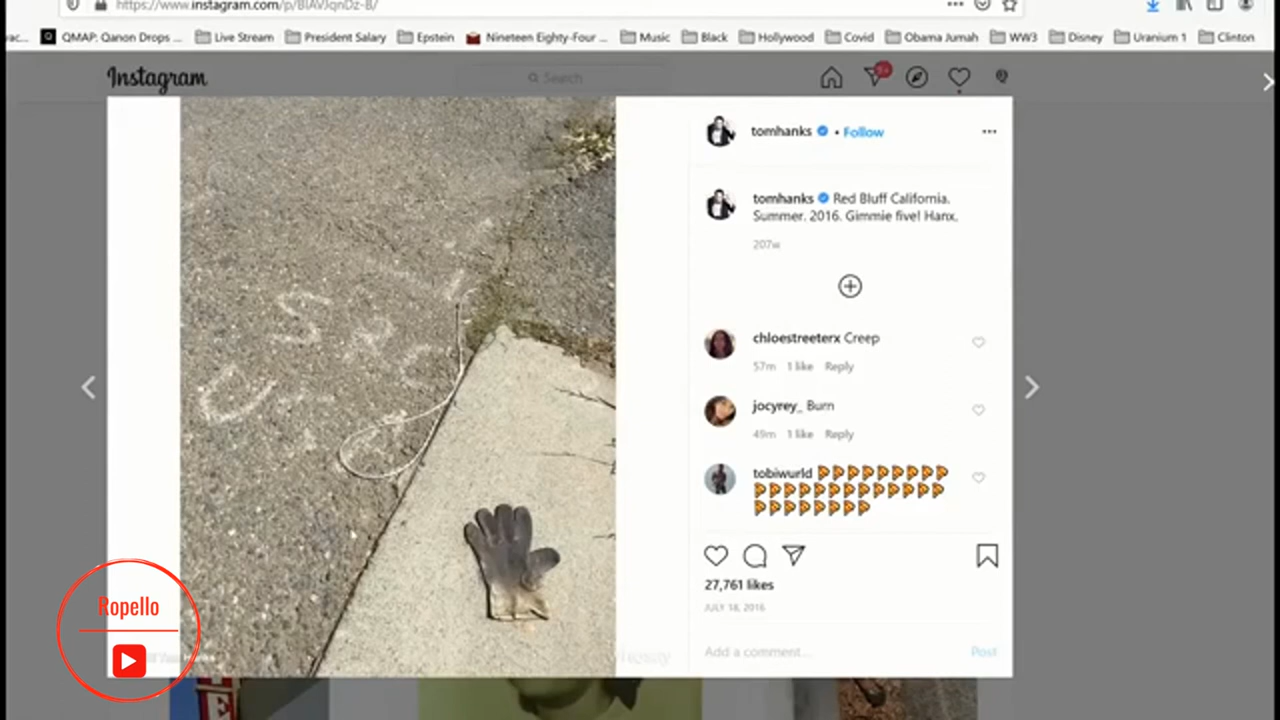 https://www.instagram.com/p/BIAVJqnDz-B/
QMAP: Qanon Drops ... Live Stream President Salary Epstein Nineteen Eighty-Four ... Music Black Hollywood Covid Obama Jumah WW3 Disney Uranium 1 Clinton
Instagram
Search
9+
tomhanks • Follow
tomhanks Red Bluff California.
Summer. 2016. Gimmie five! Hanx.
207w
chloestreeterx Creep
57m 1 like Reply
jocyrey_ Burn
49m 1 like Reply
tobiwurld
27,761 likes
JULY 18, 2016
Add a comment...
Post
Ropello